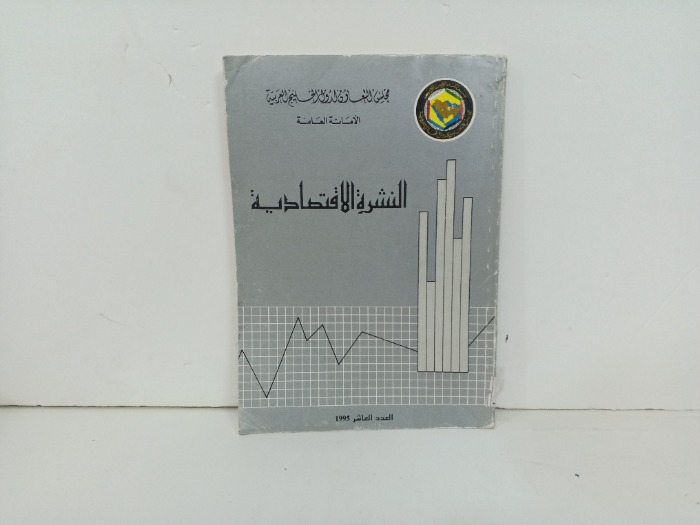 مجلس التعاون لدول الخليج العربية
الأمانة العامة
النشرة الاقتصادية
العدد العاشر 1995